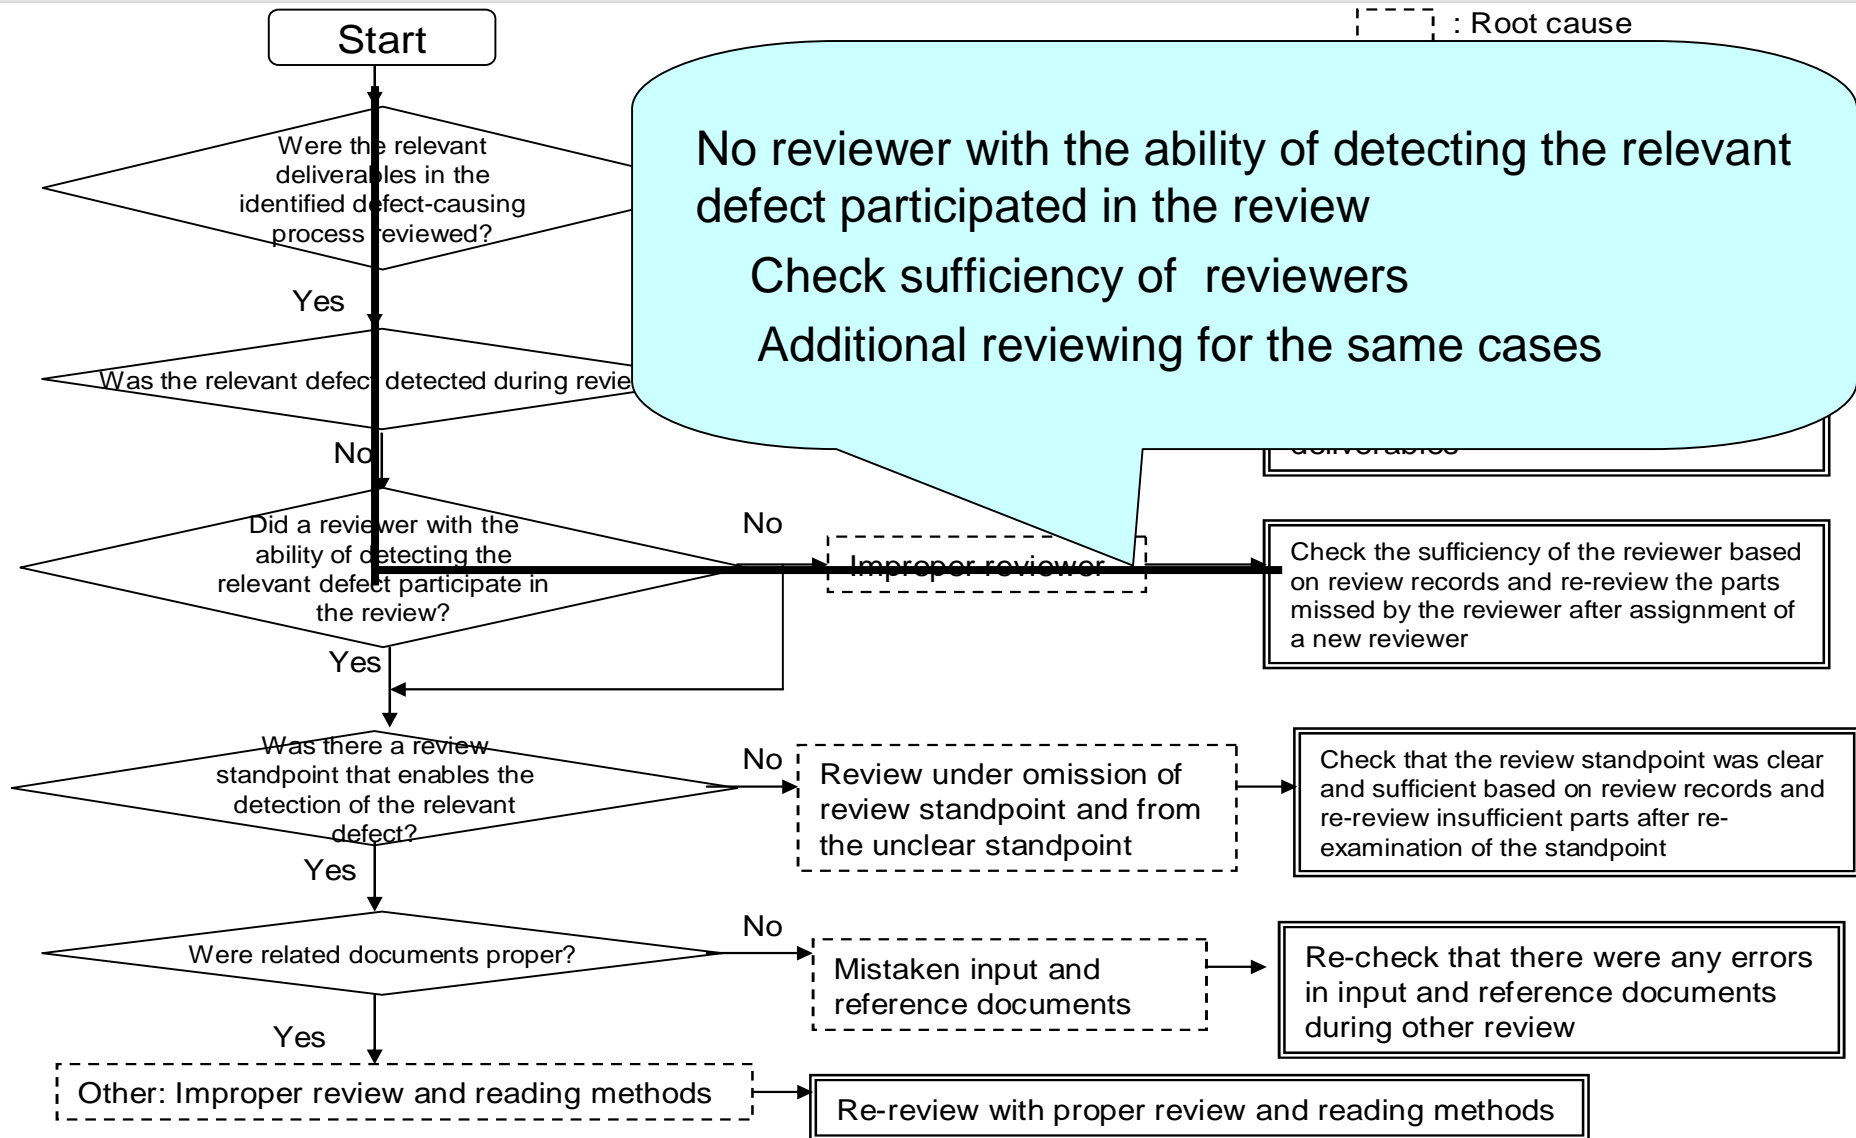 Start
: Root cause
Were the relevant
deliverables in the
identified defect-causing
process reviewed?
No reviewer with the ability of detecting the relevant
defect participated in the review
Check sufficiency of reviewers
Additional reviewing for the same cases
Yes
Was the relevant defect detected during
No
deliverables
Did a reviewer with the
ability of detecting the
relevant defect participate in
the review?
No
Improper reviewer
Check the sufficiency of the reviewer based
on review records and re-review the parts
missed by the reviewer after assignment of
a new reviewer
Yes
Was there a review
standpoint that enables the
detection of the relevant
defect?
No
Review under omission of
review standpoint and from
the unclear standpoint
Check that the review standpoint was clear
and sufficient based on review records and
re-review insufficient parts after re-
examination of the standpoint
Yes
Were related documents proper?
No
Mistaken input and
reference documents
Re-check that there were any errors
in input and reference documents
during other review
Yes
Other: Improper review and reading methods
Re-review with proper review and reading methods